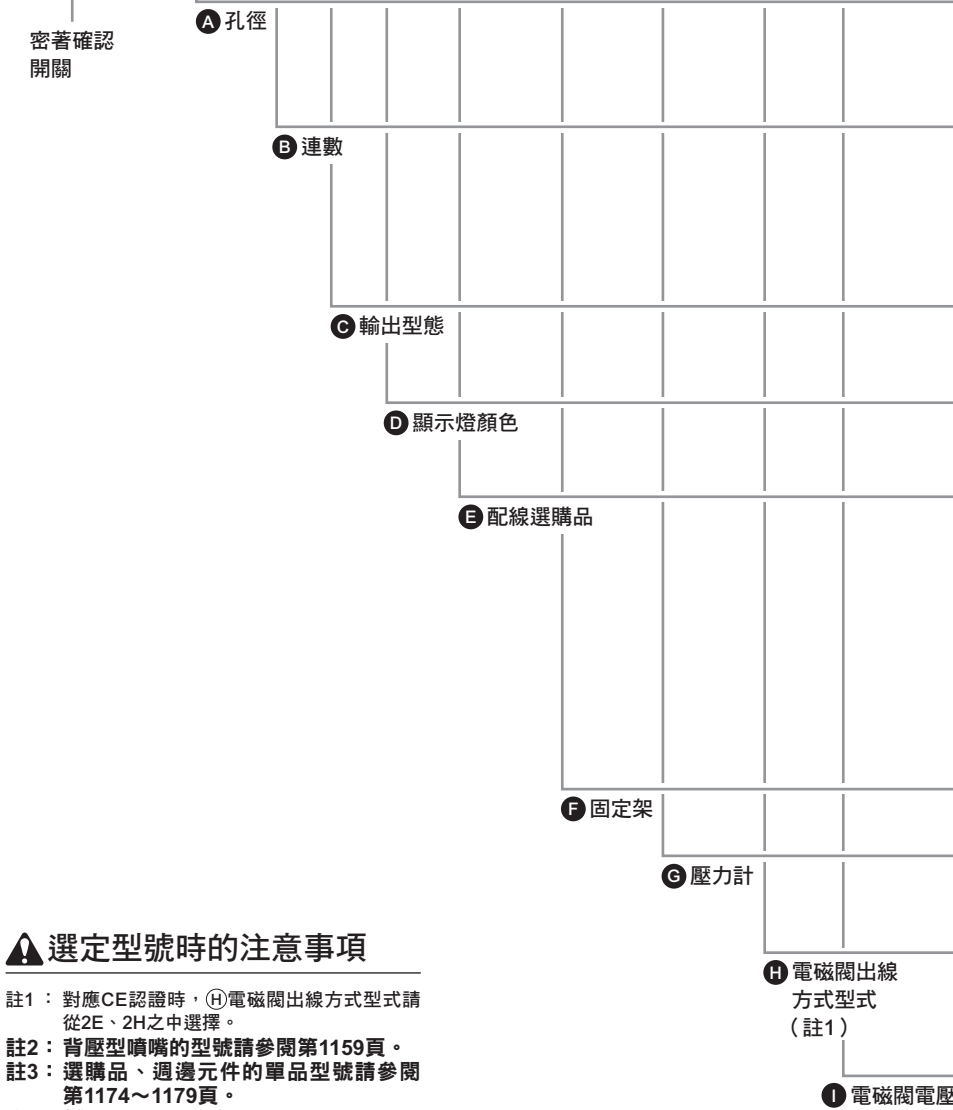 密著確認
開關
A 孔徑
B 連數
C 輸出型態
D 顯示燈顏色
E 配線選購品
F 固定架
G 壓力計
H 電磁閥出線
方式型式
（註1）
I 電磁閥電壓
選定型號時的注意事項
註1 ： 對應CE認證時，Ⓗ電磁閥出線方式型式請
從2E、2H之中選擇。
註2： 背壓型噴嘴的型號請參閱第1159頁。
註3： 選購品、週邊元件的單品型號請參閱
第1174～1179頁。